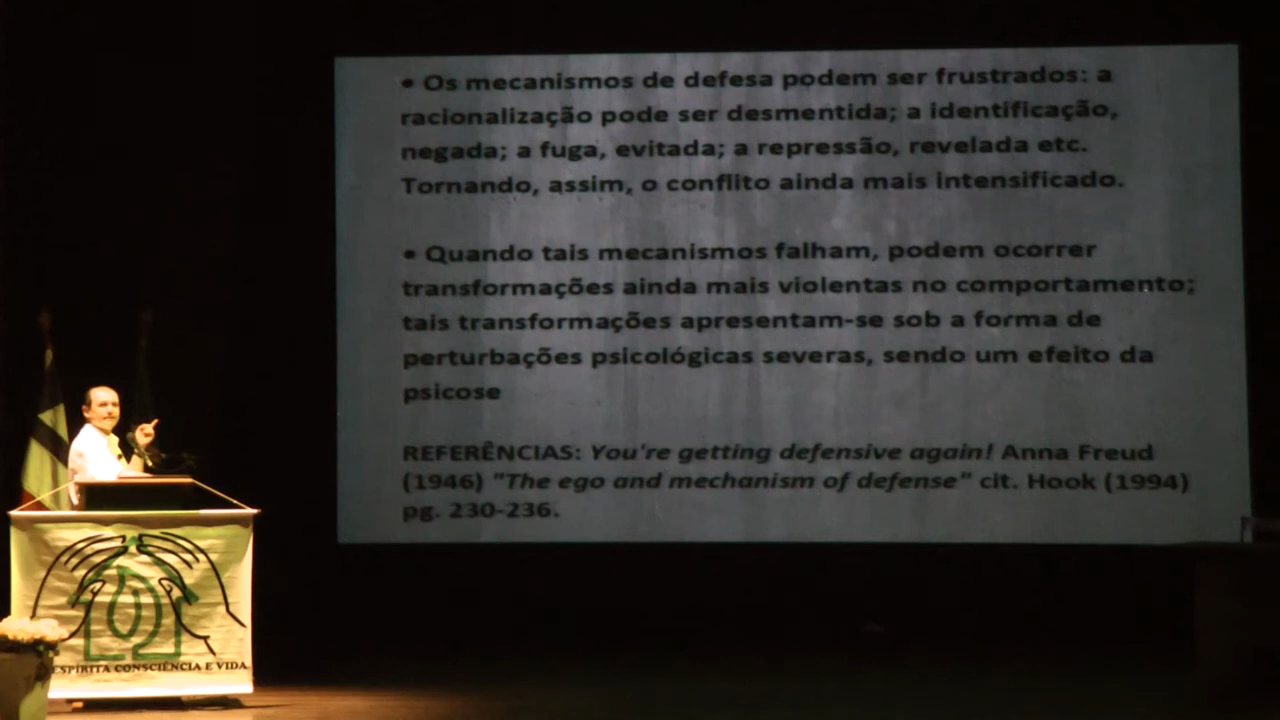 • Os mecanismos de defesa podem ser frustrados: a
racionalização pode ser desmentida; a identificação,
negada; a fuga, evitada; a repressão, revelada etc.
Tornando, assim, o conflito ainda mais intensificado.
• Quando tais mecanismos falham, podem ocorrer
transformações ainda mais violentas no comportamento;
tais transformações apresentam-se sob a forma de
perturbações psicológicas severas, sendo um efeito da
psicose
REFERÊNCIAS: You're getting defensive again! Anna Freud
(1946) "The ego and mechanism of defense" cit. Hook (1994)
pg. 230-236.
ESPÍRITA CONSCIÊNCIA E VIDA